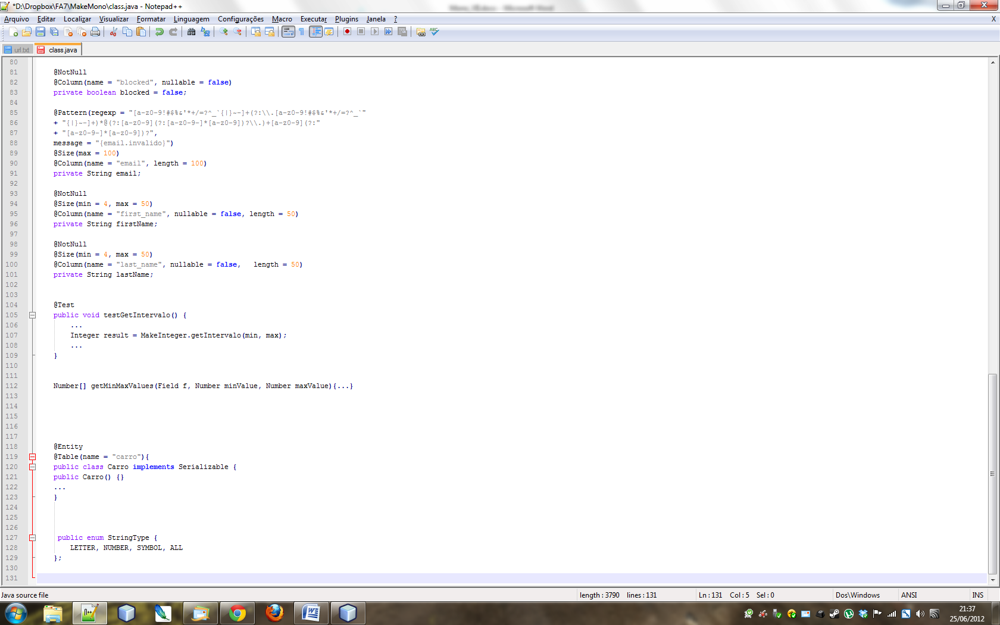 *D:\Dropbox\FA7\MakeMono\class.java - Notepad++
Arquivo Editar Localizar Visualizar Formatar Linguagem Configurações Macro Executar Plugins Janela ? X
url.txt class.java
80
81 @NotNull
82 @Column(name = "blocked", nullable = false)
83 private boolean blocked = false;
84
85 @Pattern(regexp = "[a-z0-9!#$%&'*+/=?^_`{|}~-]+(?:\\.[a-z0-9!#$%&'*+/=?^_`"
86 + "{|}~-]+)*@(?:[a-z0-9](?:[a-z0-9-]*[a-z0-9])?\\.)+[a-z0-9](?:"
87 + "[a-z0-9-]*[a-z0-9])?",
88 message = "{email.invalido}")
89 @Size(max = 100)
90 @Column(name = "email", length = 100)
91 private String email;
92
93 @NotNull
94 @Size(min = 4, max = 50)
95 @Column(name = "first_name", nullable = false, length = 50)
96 private String firstName;
97
98 @NotNull
99 @Size(min = 4, max = 50)
100 @Column(name = "last_name", nullable = false,   length = 50)
101 private String lastName;
102
103
104 @Test
105 public void testGetIntervalo() {
106 ...
107 Integer result = MakeInteger.getIntervalo(min, max);
108 ...
109 }
110
111
112 Number[] getMinMaxValues(Field f, Number minValue, Number maxValue){...}
113
114
115
116
117
118 @Entity
119 @Table(name = "carro"){
120 public class Carro implements Serializable {
121 public Carro() {}
122 ...
123 }
124
125
126
127 public enum StringType {
128 LETTER, NUMBER, SYMBOL, ALL
129 };
130
131
Java source file length : 3790 lines : 131 Ln : 131 Col : 5 Sel : 0 Dos\Windows ANSI INS
21:37
25/06/2012